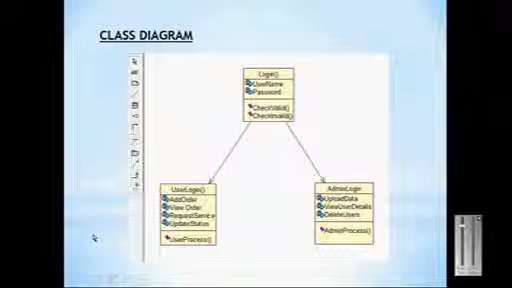 CLASS DIAGRAM
Login()
UserName
Password
CheckValid()
CheckInvalid()
UserLogin()
AddOrder
View Order
RequestService
UpdateStatus
UserProcess()
AdminLogin
UploadData
ViewUserDetails
DeleteUsers
AdminProcess()